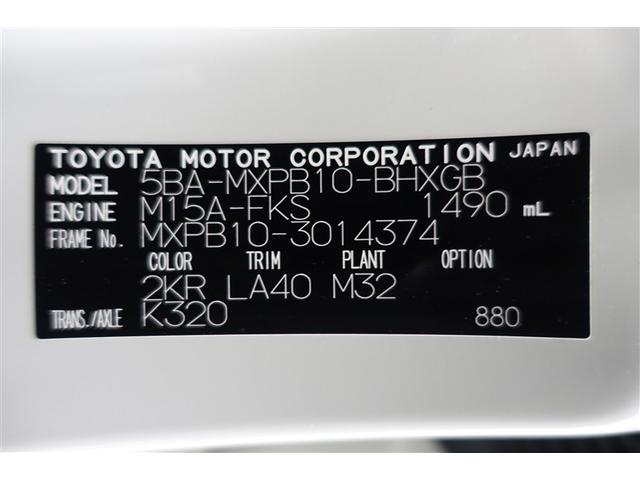 TOYOTA MOTOR CORPORATION JAPAN
MODEL 5BA-MXPB10-BHXGB
ENGINE M15A-FKS 1490 mL
FRAME No. MXPB10-3014374
COLOR TRIM PLANT OPTION
2KR LA40 M32
TRANS./AXLE K320 880